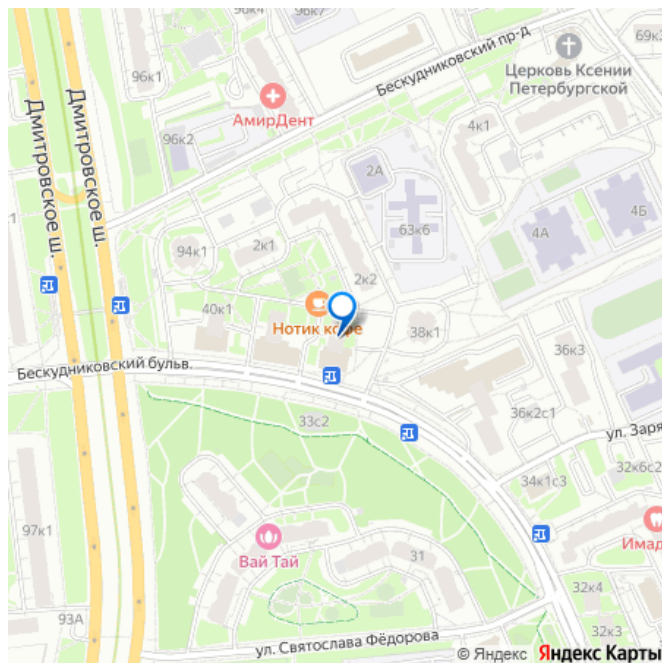 96к4
96к7
69к3
Бескудниковский пр-д
Церковь Ксении
Петербургской
96к1
АмирДент
4к1
96к2
Дмитровское ш.
Дмитровское ш.
2А
63к6
4Б
4А
94к1
2к1
2к2
40к1
Нотик кофе
38к1
36к3
Бескудниковский бульв.
33с2
36к2с1
ул. Заря
34к1с3
32к6с2
97к1
Вай Тай
31
Имад
32к4
93А
ул. Святослава Фёдорова
32к3
© Яндекс Яндекс Карты